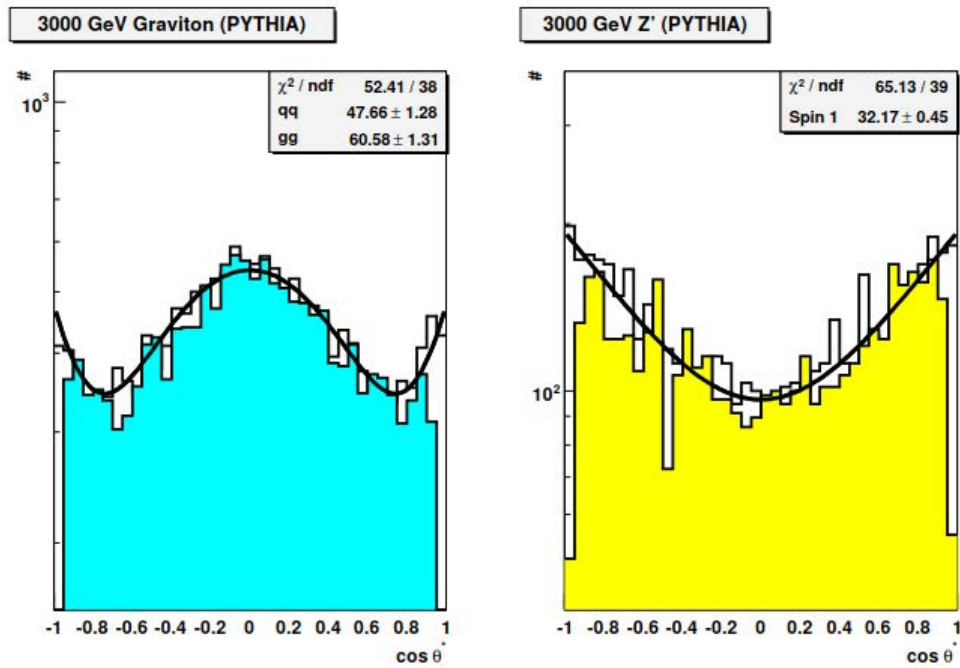 3000 GeV Graviton (PYTHIA)
#
χ² / ndf 52.41 / 38
qq 47.66 ± 1.28
gg 60.58 ± 1.31
10³
-1 -0.8 -0.6 -0.4 -0.2 0 0.2 0.4 0.6 0.8 1
cos θ*
3000 GeV Z' (PYTHIA)
#
χ² / ndf 65.13 / 39
Spin 1 32.17 ± 0.45
10²
-1 -0.8 -0.6 -0.4 -0.2 0 0.2 0.4 0.6 0.8 1
cos θ*